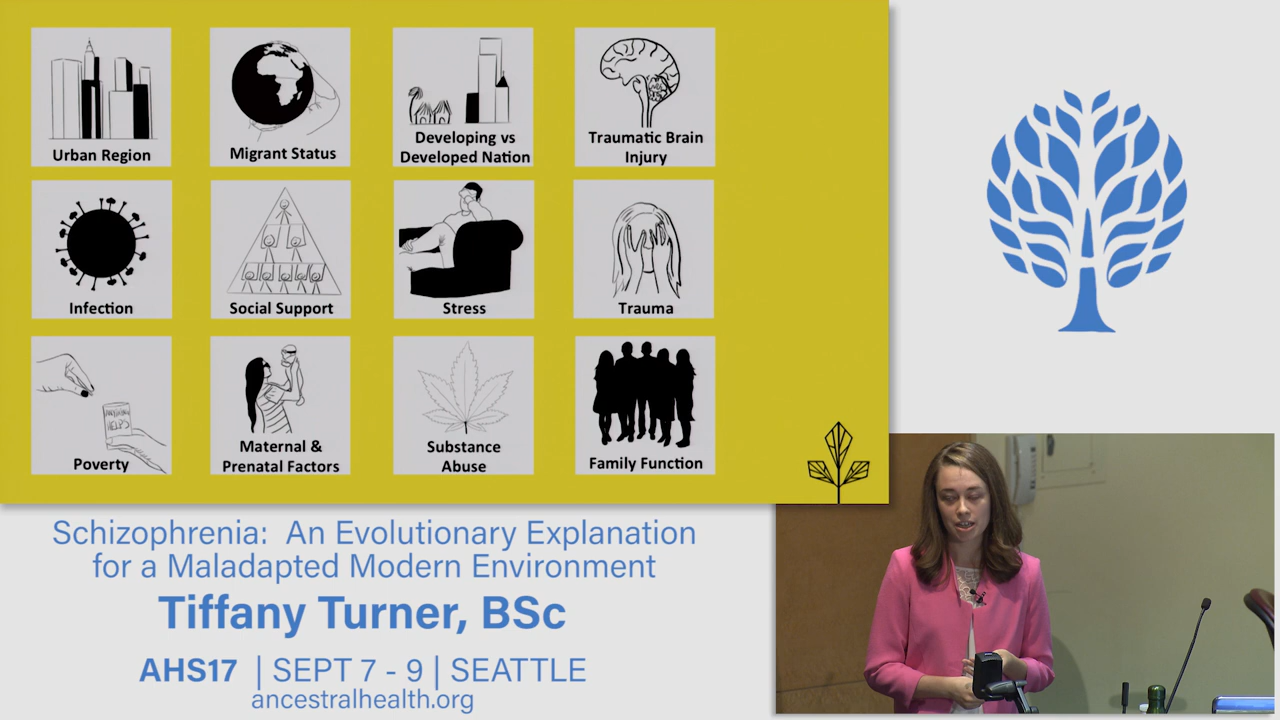 Urban Region
Migrant Status
Developing vs
Developed Nation
Traumatic Brain
Injury
Infection
Social Support
Stress
Trauma
Poverty
Maternal &
Prenatal Factors
Substance
Abuse
Family Function
Schizophrenia: An Evolutionary Explanation
for a Maladapted Modern Environment
Tiffany Turner, BSc
AHS17 | SEPT 7 - 9 | SEATTLE
ancestralhealth.org